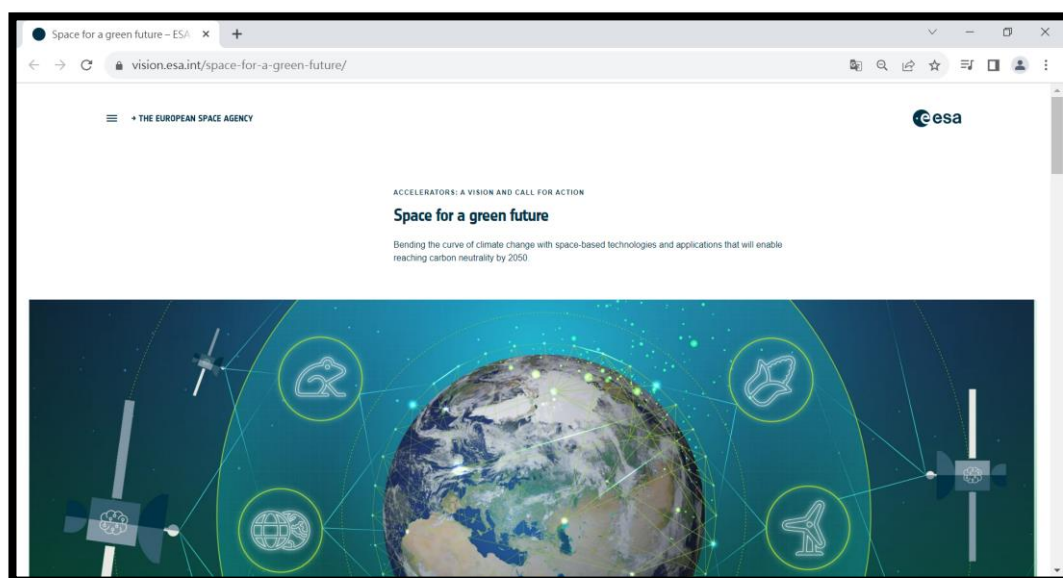 Space for a green future – ESA
vision.esa.int/space-for-a-green-future/
+ THE EUROPEAN SPACE AGENCY
esa
ACCELERATORS: A VISION AND CALL FOR ACTION
Space for a green future
Bending the curve of climate change with space-based technologies and applications that will enable
reaching carbon neutrality by 2050.